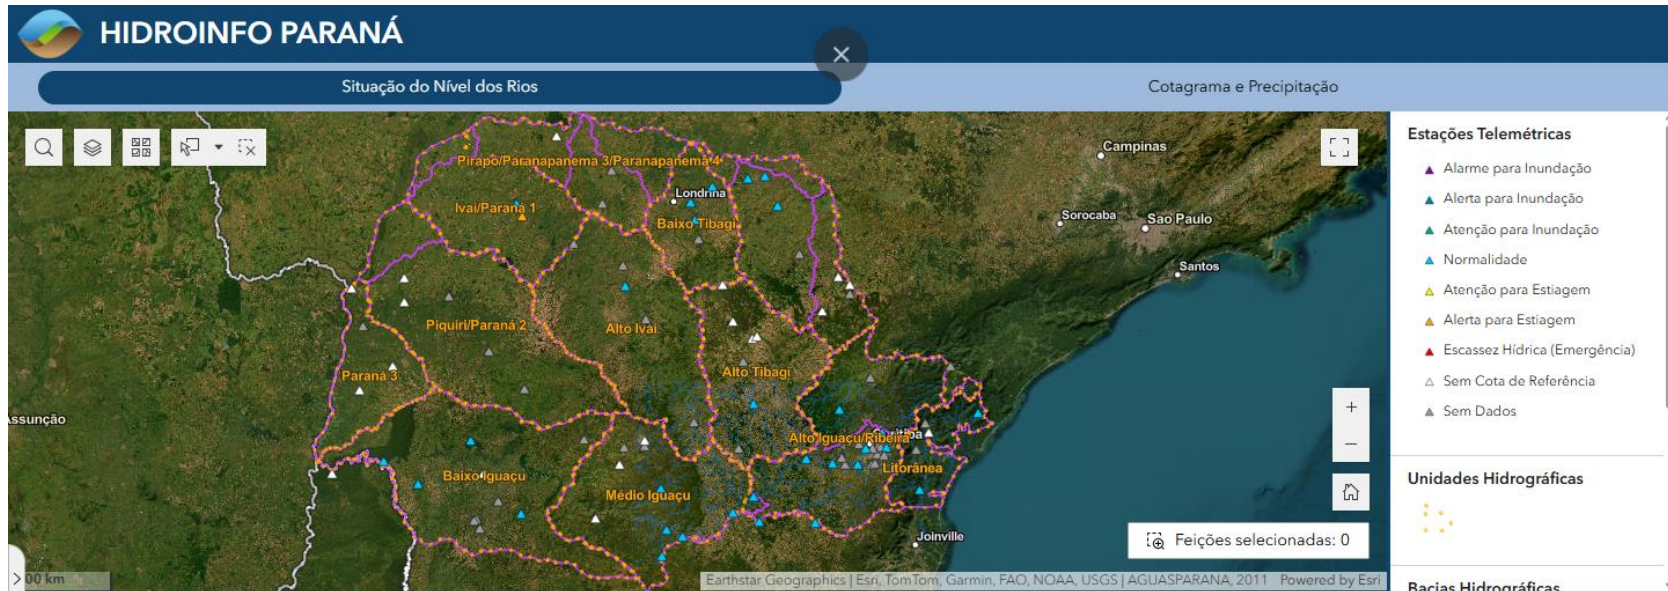 HIDROINFO PARANÁ
Situação do Nível dos Rios
Cotagrama e Precipitação
Campinas
Pirapó/Paranapanema 3/Paranapanema 4
Londrina
Ivaí/Paraná 1
Sorocaba
Sao Paulo
Baixo Tibagi
Santos
Piquiri/Paraná 2
Alto Ivaí
Paraná 3
Alto Tibagi
Assunção
Alto Iguaçu/Ribeira
Litorânea
Baixo Iguaçu
Médio Iguaçu
Joinville
Feições selecionadas: 0
00 km
Earthstar Geographics | Esri, TomTom, Garmin, FAO, NOAA, USGS | AGUASPARANA, 2011 Powered by Esri
Estações Telemétricas
Alarme para Inundação
Alerta para Inundação
Atenção para Inundação
Normalidade
Atenção para Estiagem
Alerta para Estiagem
Escassez Hídrica (Emergência)
Sem Cota de Referência
Sem Dados
Unidades Hidrográficas
Bacias Hidrográficas